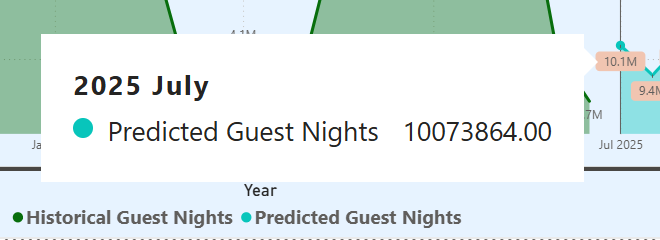 4.1M
2025 July
Predicted Guest Nights 10073864.00
10.1M
9.4M
7M
Jul 2025
Year
Historical Guest Nights Predicted Guest Nights